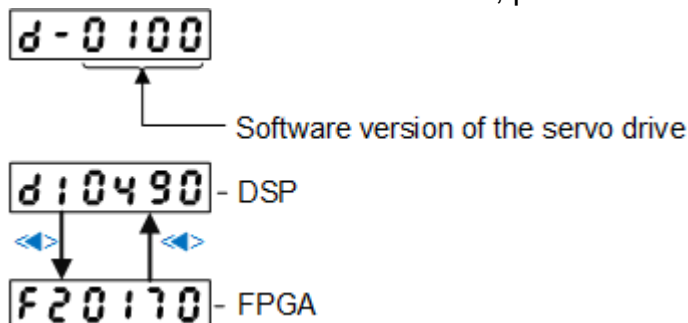 d-0100
Software version of the servo drive
d10490 - DSP
F20170 - FPGA